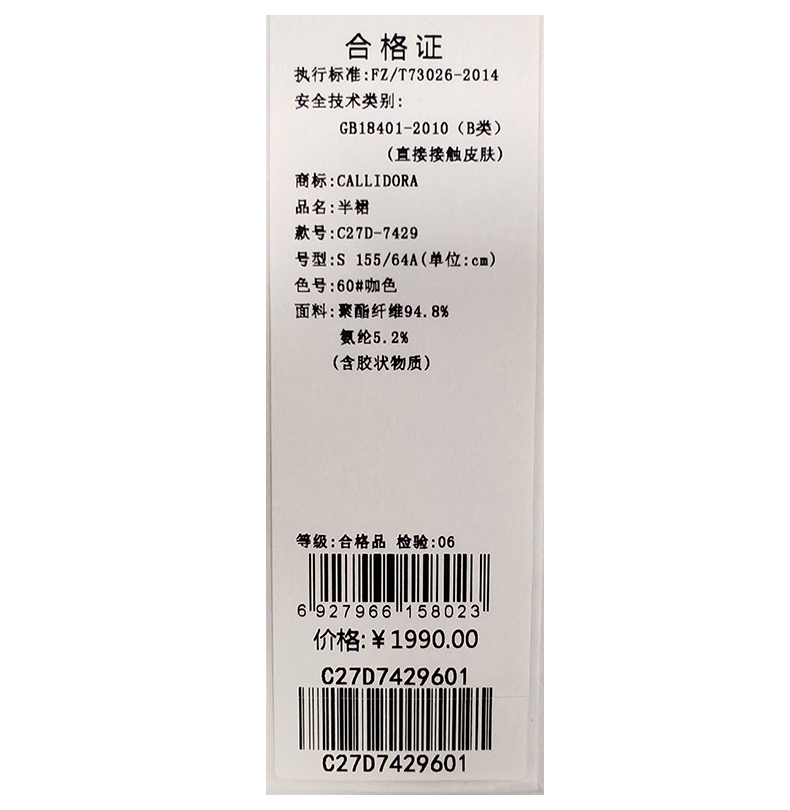 合格证
执行标准:FZ/T73026-2014
安全技术类别:
GB18401-2010（B类）
(直接接触皮肤)
商标:CALLIDORA
品名:半裙
款号:C27D-7429
号型:S 155/64A(单位:cm)
色号:60#咖色
面料:聚酯纤维94.8%
氨纶5.2%
(含胶状物质)
等级:合格品 检验:06
6 927966 158023
价格:￥1990.00
C27D7429601
C27D7429601